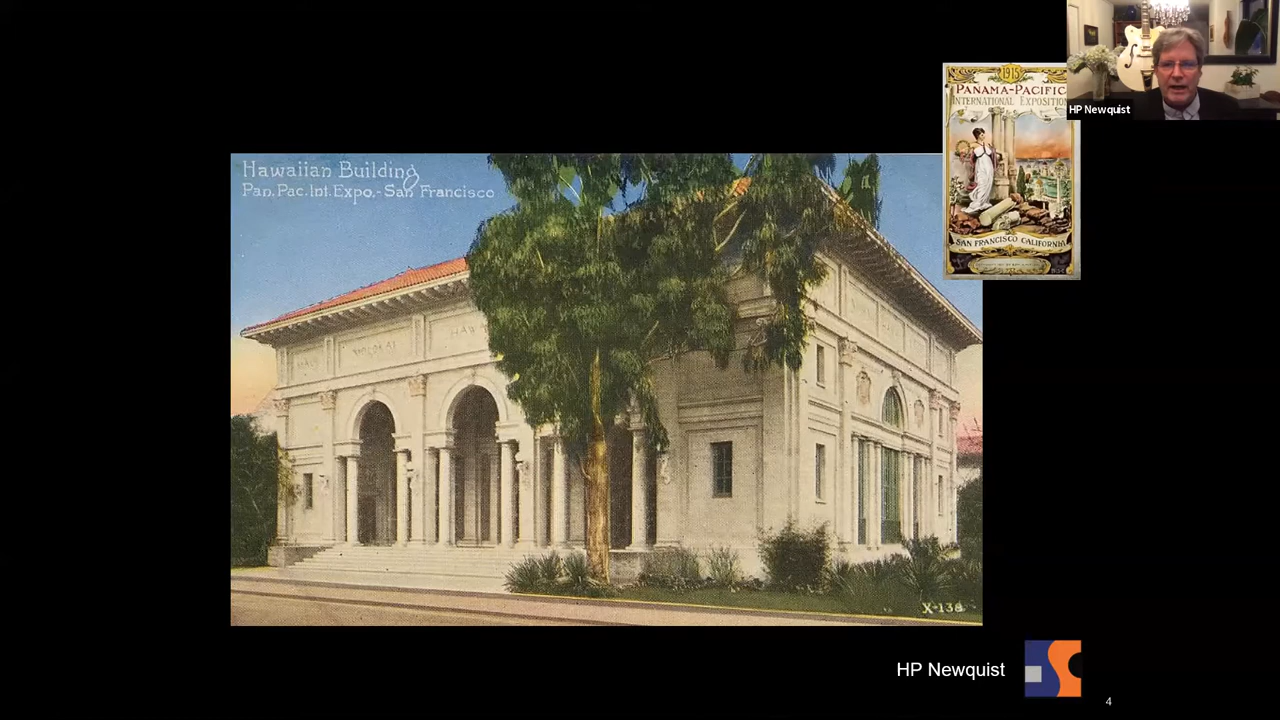 Hawaiian Building
Pan. Pac. Int. Expo. - San Francisco
MOLOKAI
X-138
1915
PANAMA-PACIFIC
INTERNATIONAL EXPOSITION
SAN FRANCISCO CALIFORNIA
HP Newquist
HP Newquist
4